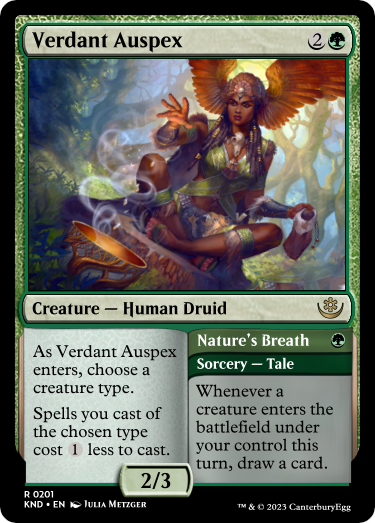 Verdant Auspex 2
Creature — Human Druid
As Verdant Auspex
enters, choose a
creature type.
Spells you cast of
the chosen type
cost 1 less to cast.
Nature's Breath
Sorcery — Tale
Whenever a
creature enters the
battlefield under
your control this
turn, draw a card.
2/3
R 0201
KND • EN JULIA METZGER
™ & © 2023 CanterburyEgg